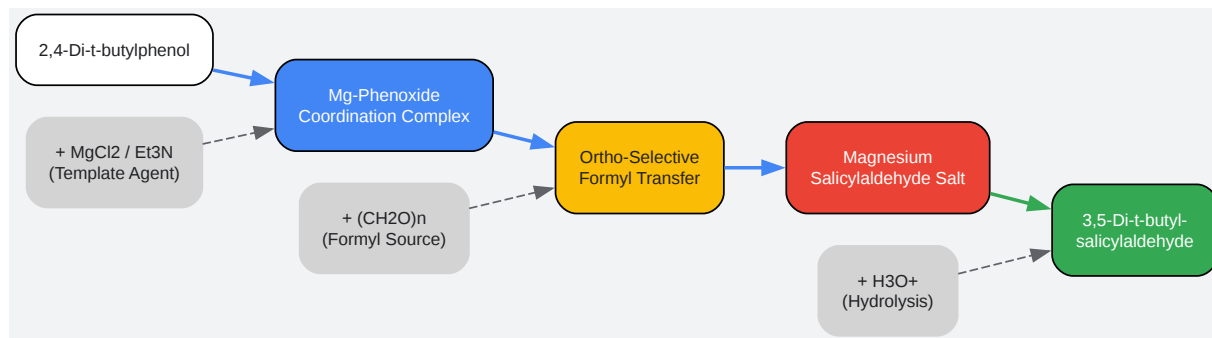 2,4-Di-t-butylphenol
+ MgCl2 / Et3N
(Template Agent)
Mg-Phenoxide
Coordination Complex
+ (CH2O)n
(Formyl Source)
Ortho-Selective
Formyl Transfer
Magnesium
Salicylaldehyde Salt
+ H3O+
(Hydrolysis)
3,5-Di-t-butyl-
salicylaldehyde